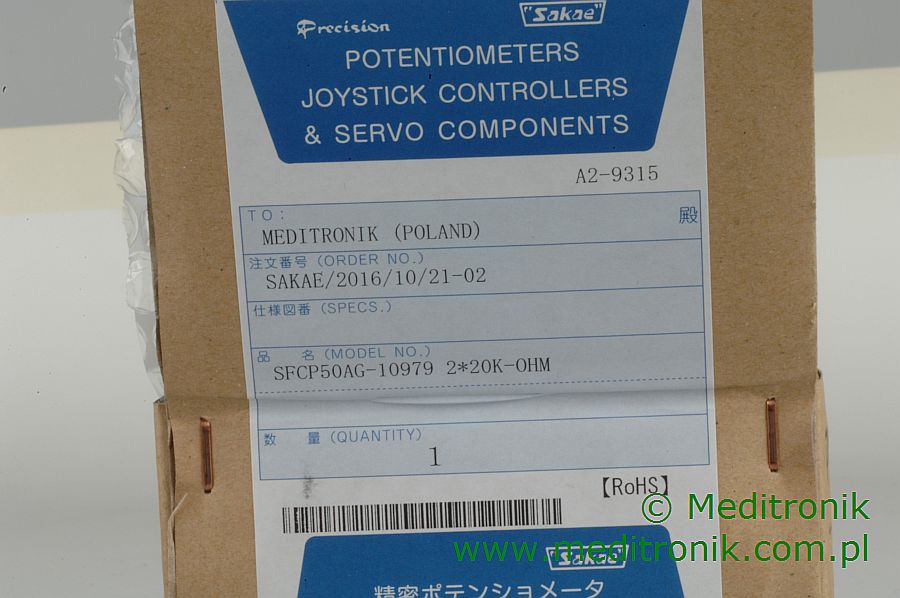 Precision "Sakae"
POTENTIOMETERS
JOYSTICK CONTROLLERS
& SERVO COMPONENTS
A2-9315
TO:
MEDITRONIK (POLAND) 殿
注文番号 (ORDER NO.)
SAKAE/2016/10/21-02
仕様図番 (SPECS.)
品 名 (MODEL NO.)
SFCP50AG-10979 2*20K-OHM
数 量 (QUANTITY)
1
【RoHS】
© Meditronik
www.meditronik.com.pl
"Sakae"
精密ポテンショメータ